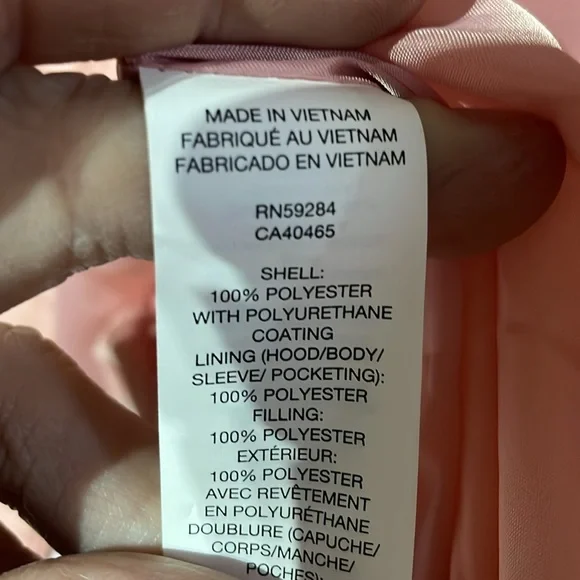 MADE IN VIETNAM
FABRIQUÉ AU VIETNAM
FABRICADO EN VIETNAM
RN59284
CA40465
SHELL:
100% POLYESTER
WITH POLYURETHANE
COATING
LINING (HOOD/BODY/
SLEEVE/ POCKETING):
100% POLYESTER
FILLING:
100% POLYESTER
EXTÉRIEUR:
100% POLYESTER
AVEC REVÊTEMENT
EN POLYURÉTHANE
DOUBLURE (CAPUCHE/
CORPS/MANCHE/
POCHES):